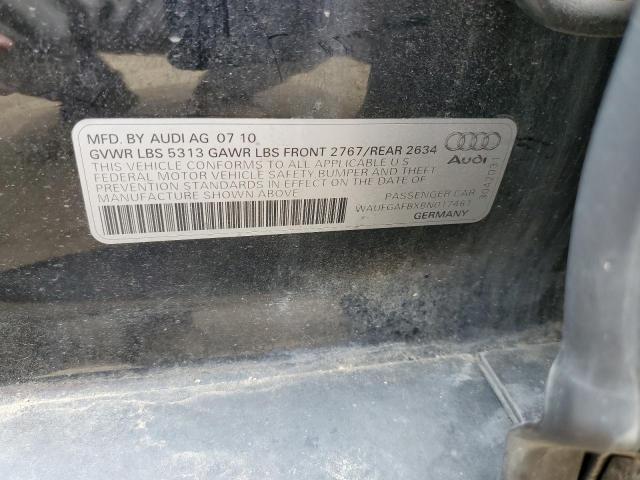 MFD. BY AUDI AG 07 10
GVWR LBS 5313 GAWR LBS FRONT 2767/REAR 2634
THIS VEHICLE CONFORMS TO ALL APPLICABLE U.S
FEDERAL MOTOR VEHICLE SAFETY BUMPER AND THEFT
PREVENTION STANDARDS IN EFFECT ON THE DATE OF
MANUFACTURE SHOWN ABOVE
Audi
PASSENGER CAR
WAUFGAFBXBN017461
GERMANY